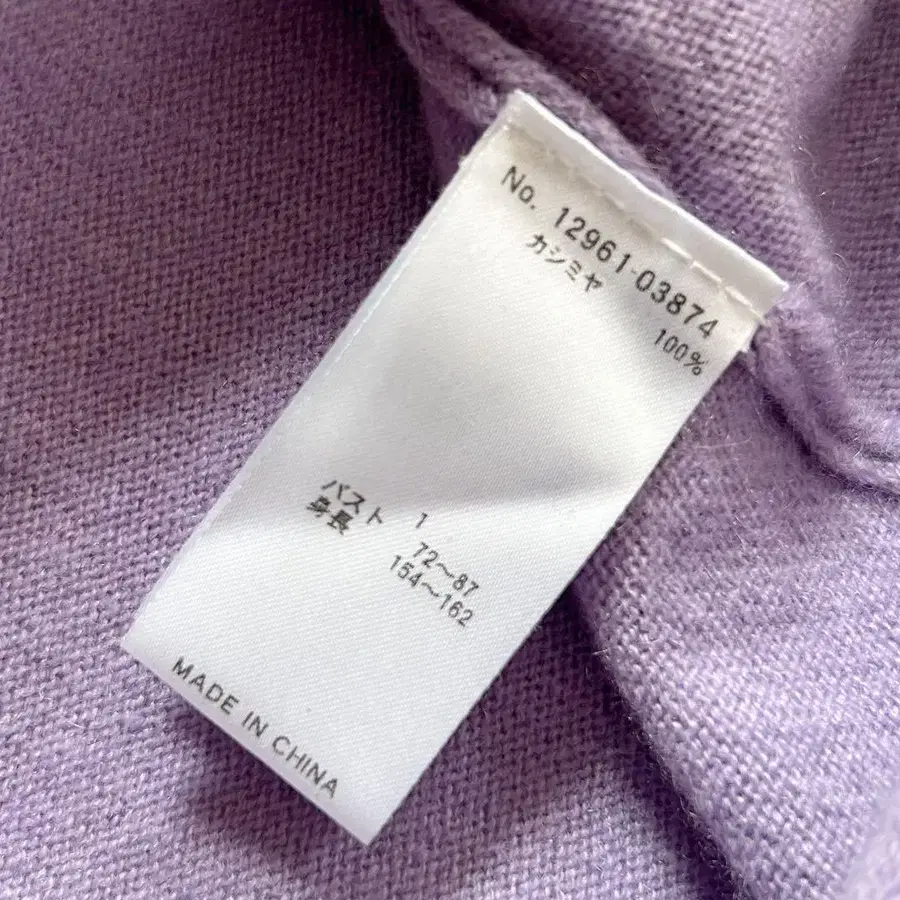 No. 12961-03874
カシミヤ 100%
1
バスト 72~87
身長 154~162
MADE IN CHINA